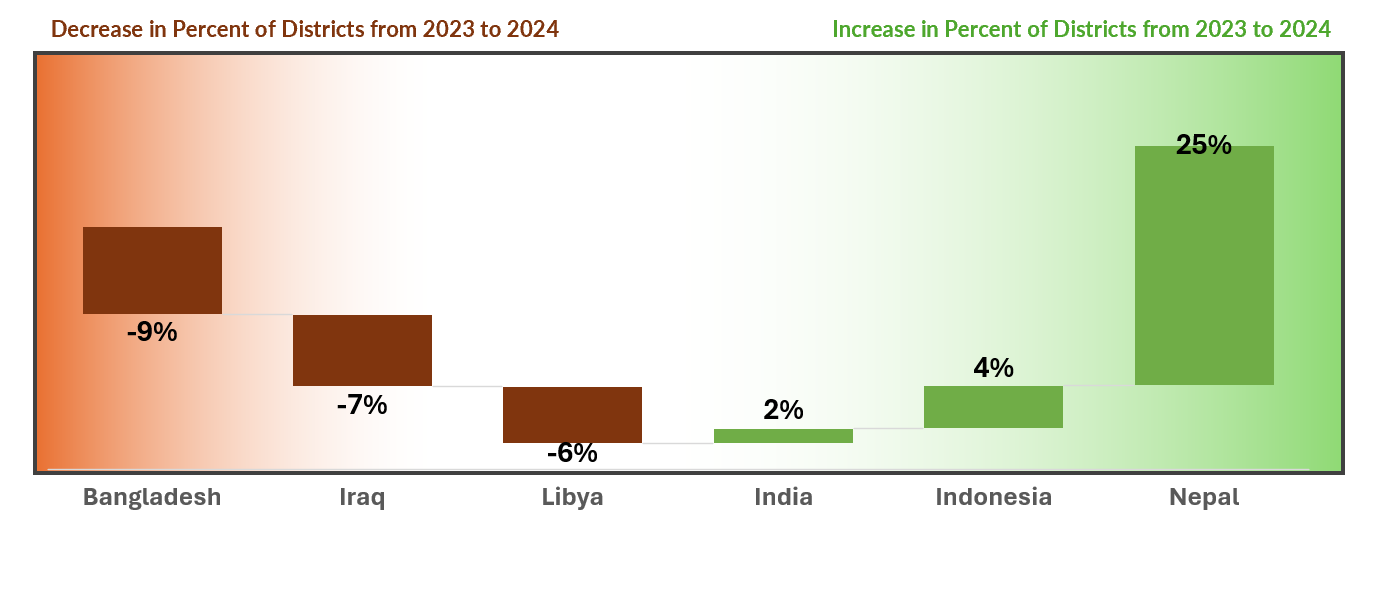 Decrease in Percent of Districts from 2023 to 2024
Increase in Percent of Districts from 2023 to 2024
25%
-9%
4%
-7%
2%
-6%
Bangladesh
Iraq
Libya
India
Indonesia
Nepal